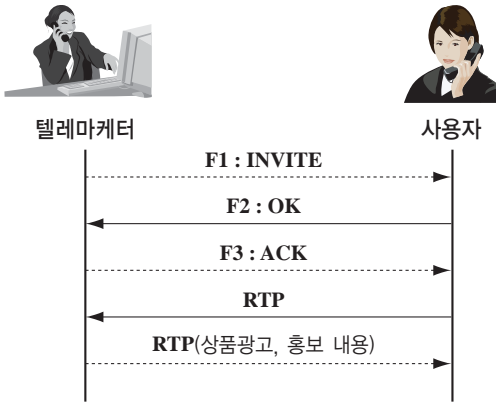 텔레마케터
사용자
F1 : INVITE
F2 : OK
F3 : ACK
RTP
RTP(상품광고, 홍보 내용)